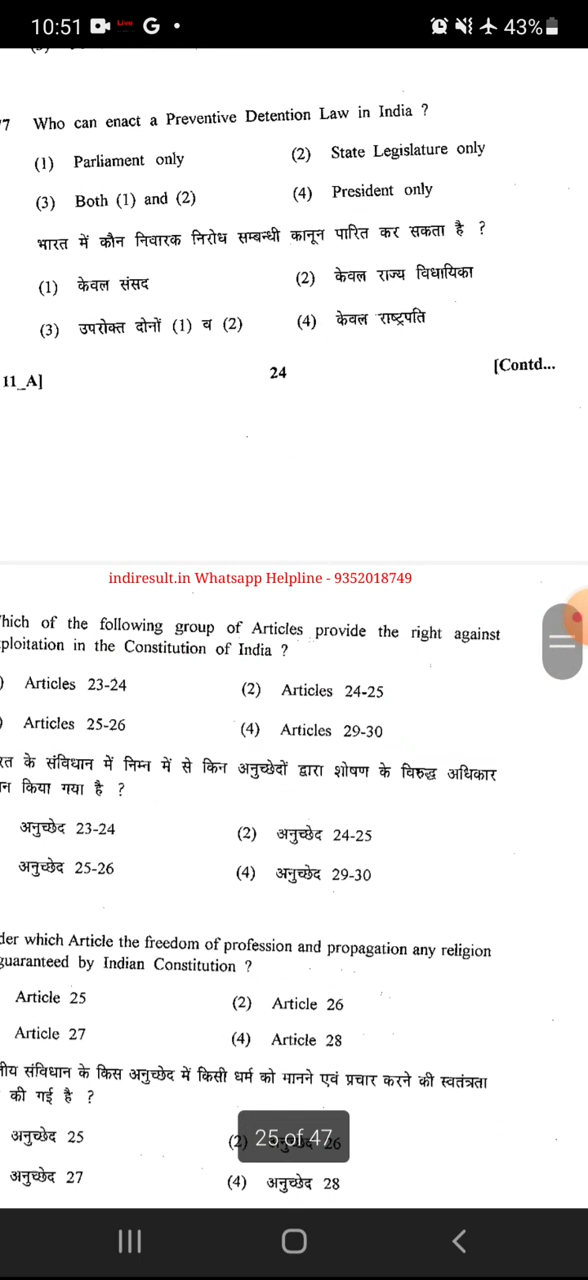 10:51 Live G • 43%
7 Who can enact a Preventive Detention Law in India ?
(1) Parliament only (2) State Legislature only
(3) Both (1) and (2) (4) President only
भारत में कौन निवारक निरोध सम्बन्धी कानून पारित कर सकता है ?
(1) केवल संसद (2) केवल राज्य विधायिका
(3) उपरोक्त दोनों (1) व (2) (4) केवल राष्ट्रपति
11_A] 24 [Contd...
indiresult.in Whatsapp Helpline - 9352018749
hich of the following group of Articles provide the right against
ploitation in the Constitution of India ?
) Articles 23-24 (2) Articles 24-25
) Articles 25-26 (4) Articles 29-30
रत के संविधान में निम्न में से किन अनुच्छेदों द्वारा शोषण के विरुद्ध अधिकार
न किया गया है ?
अनुच्छेद 23-24 (2) अनुच्छेद 24-25
अनुच्छेद 25-26 (4) अनुच्छेद 29-30
der which Article the freedom of profession and propagation any religion
guaranteed by Indian Constitution ?
Article 25 (2) Article 26
Article 27 (4) Article 28
तीय संविधान के किस अनुच्छेद में किसी धर्म को मानने एवं प्रचार करने की स्वतंत्रता
की गई है ?
अनुच्छेद 25 (2) 26
25 of 47
अनुच्छेद 27 (4) अनुच्छेद 28